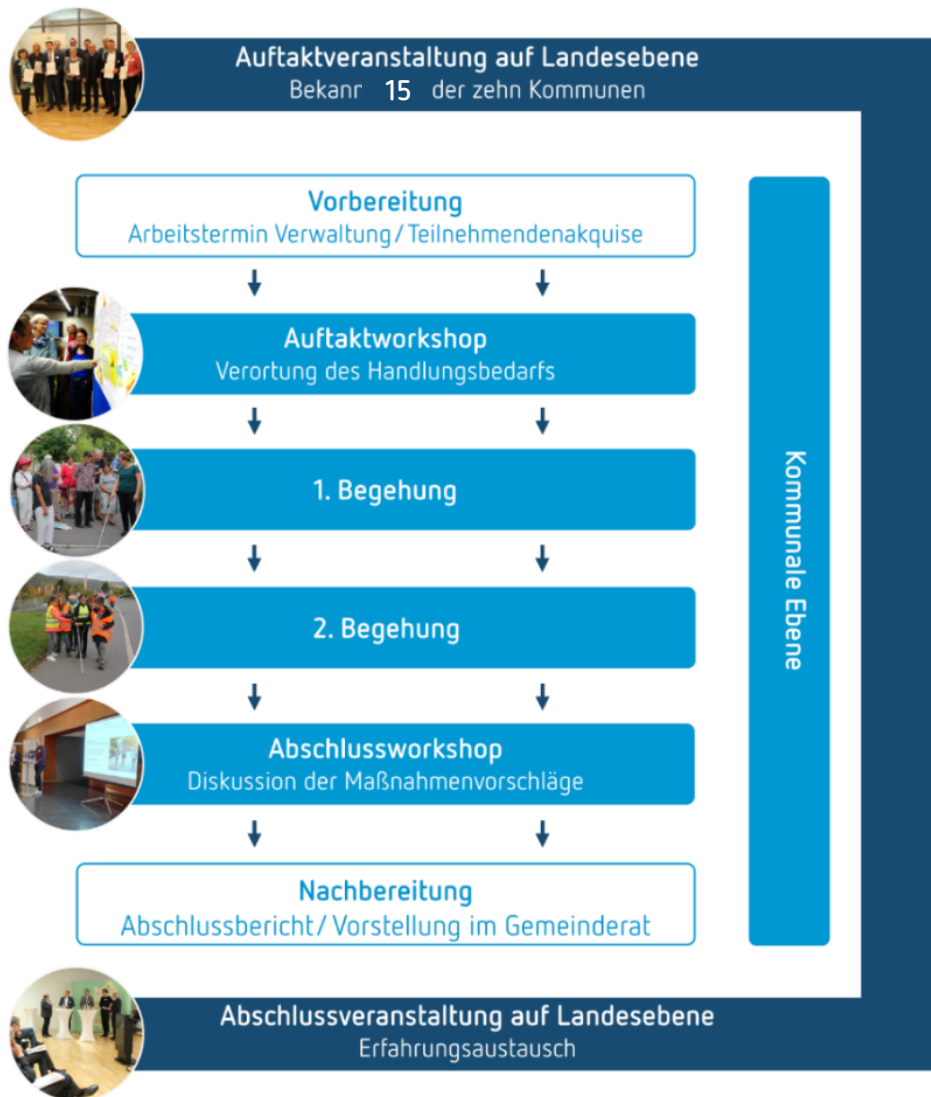 Auftaktveranstaltung auf Landesebene
Bekanr 15 der zehn Kommunen
Vorbereitung
Arbeitstermin Verwaltung/Teilnehmendenakquise
Auftaktworkshop
Verortung des Handlungsbedarfs
1. Begehung
2. Begehung
Abschlussworkshop
Diskussion der Maßnahmenvorschläge
Nachbereitung
Abschlussbericht/Vorstellung im Gemeinderat
Kommunale Ebene
Abschlussveranstaltung auf Landesebene
Erfahrungsaustausch